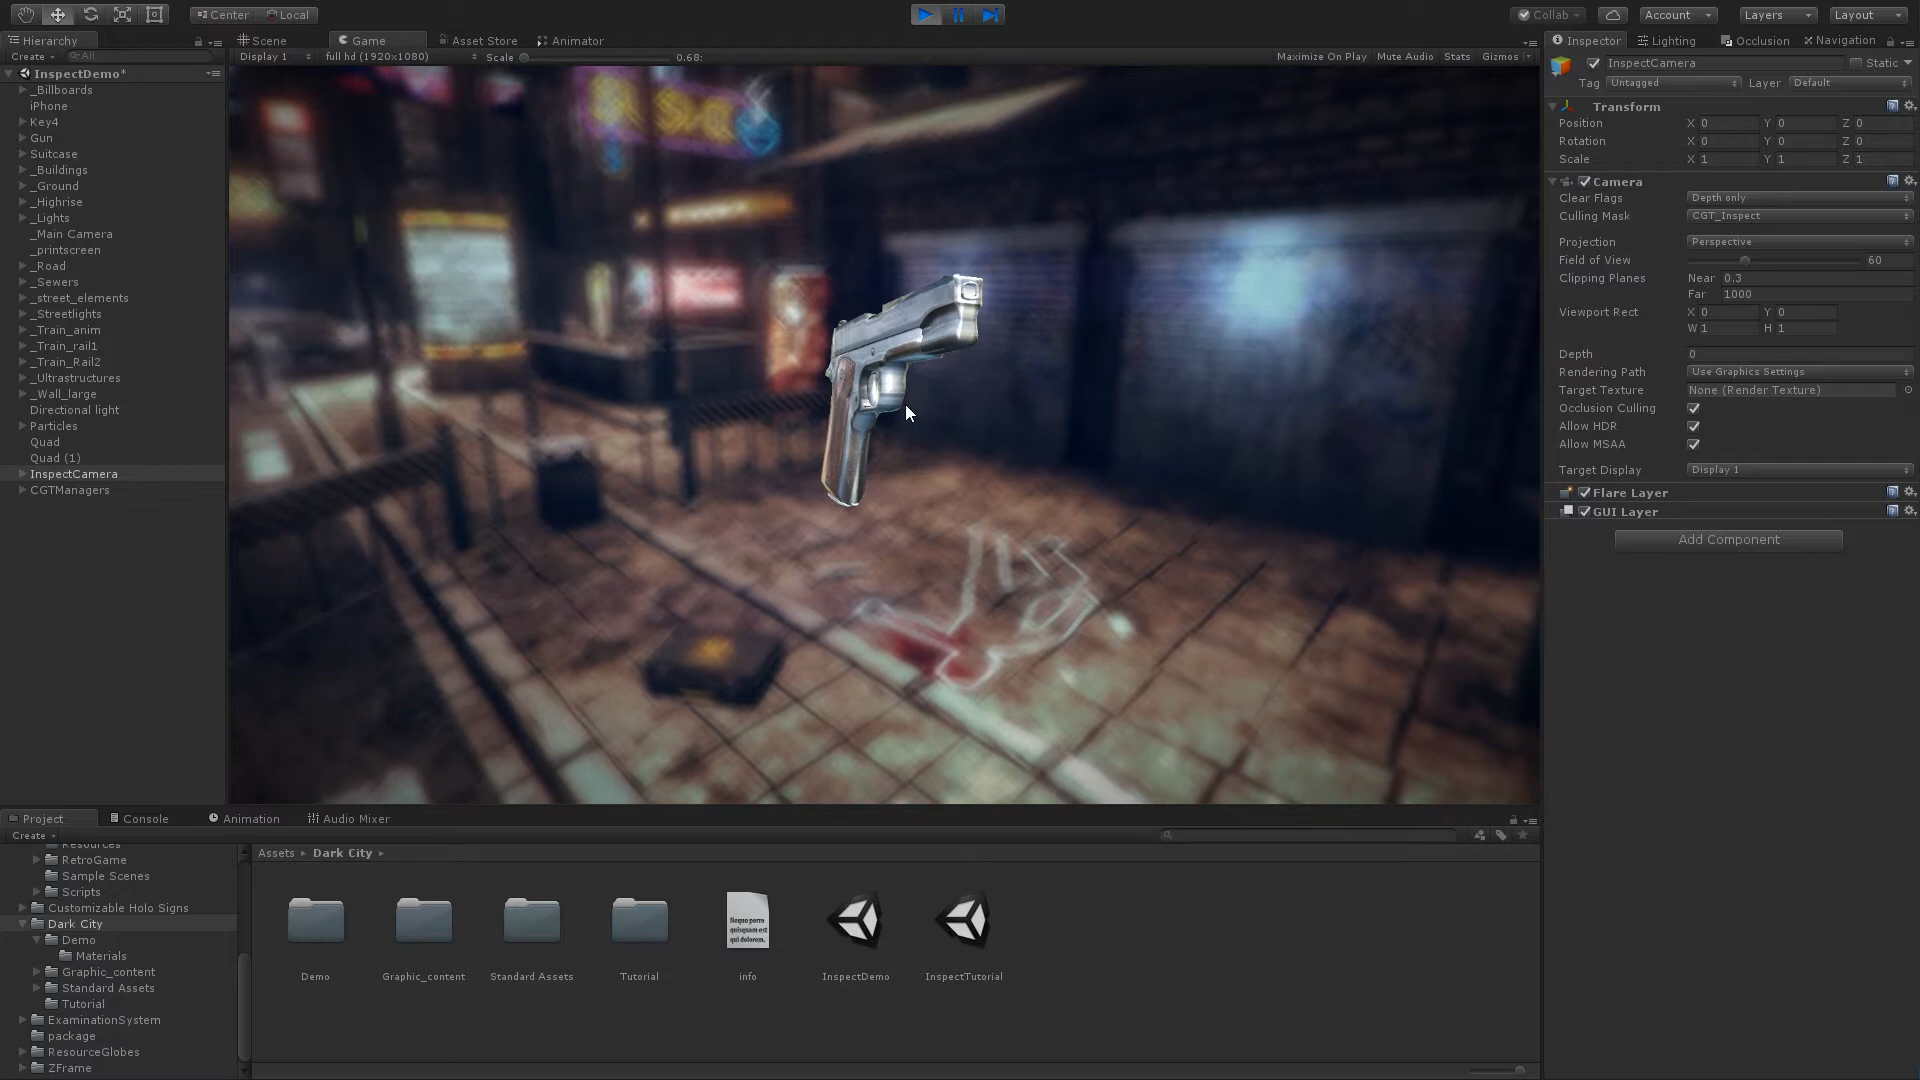 Center
Local
Collab
Account
Layers
Layout
Hierarchy
Create
All
InspectDemo*
_Billboards
iPhone
Key4
Gun
Suitcase
_Buildings
_Ground
_Highrise
_Lights
_Main Camera
_printscreen
_Road
_Sewers
_street_elements
_Streetlights
_Train_anim
_Train_rail1
_Train_Rail2
_Ultrastructures
_Wall_large
Directional light
Particles
Quad
Quad (1)
InspectCamera
CGTManagers
Scene
Game
Asset Store
Animator
Display 1
full hd (1920x1080)
Scale
0.68:
Maximize On Play
Mute Audio
Stats
Gizmos
Inspector
Lighting
Occlusion
Navigation
InspectCamera
Static
Tag Untagged
Layer Default
Transform
Position X 0 Y 0 Z 0
Rotation X 0 Y 0 Z 0
Scale X 1 Y 1 Z 1
Camera
Clear Flags Depth only
Culling Mask CGT_Inspect
Projection Perspective
Field of View 60
Clipping Planes Near 0.3
Far 1000
Viewport Rect X 0 Y 0
W 1 H 1
Depth 0
Rendering Path Use Graphics Settings
Target Texture None (Render Texture)
Occlusion Culling
Allow HDR
Allow MSAA
Target Display Display 1
Flare Layer
GUI Layer
Add Component
Project
Console
Animation
Audio Mixer
Create
Resources
RetroGame
Sample Scenes
Scripts
Customizable Holo Signs
Dark City
Demo
Materials
Graphic_content
Standard Assets
Tutorial
ExaminationSystem
package
ResourceGlobes
ZFrame
Assets
Dark City
Neque porro
quisquam est
qui dolorem.
Demo
Graphic_content
Standard Assets
Tutorial
info
InspectDemo
InspectTutorial